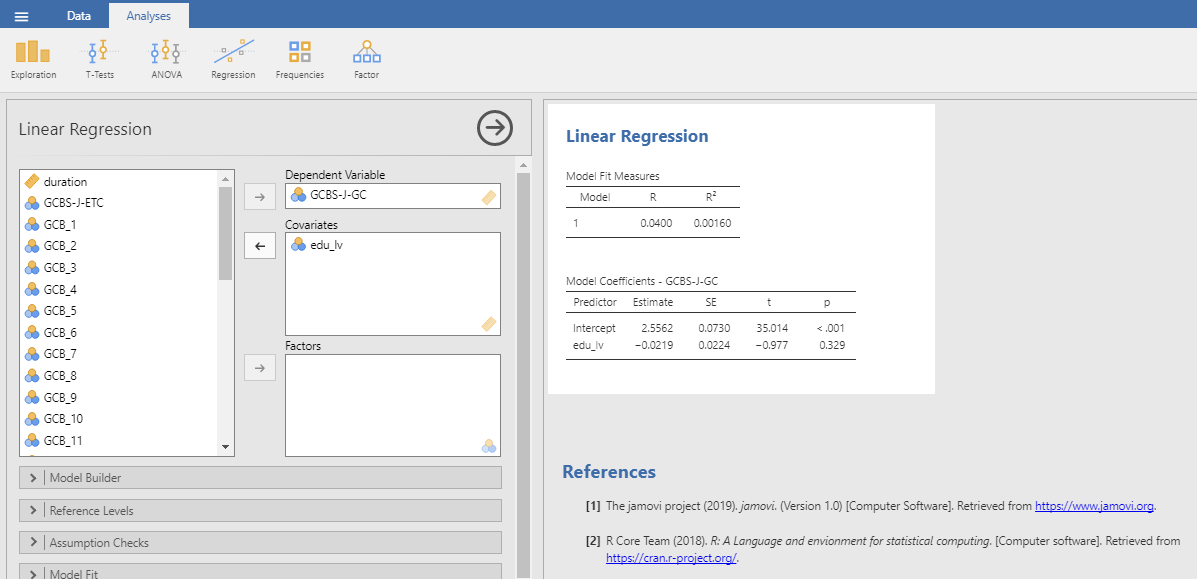 Data
Analyses
Exploration
T-Tests
ANOVA
Regression
Frequencies
Factor
Linear Regression
duration
GCBS-J-ETC
GCB_1
GCB_2
GCB_3
GCB_4
GCB_5
GCB_6
GCB_7
GCB_8
GCB_9
GCB_10
GCB_11
Dependent Variable
GCBS-J-GC
Covariates
edu_lv
Factors
Model Builder
Reference Levels
Assumption Checks
Model Fit
Linear Regression
Model Fit Measures
Model R R²
1 0.0400 0.00160
Model Coefficients - GCBS-J-GC
Predictor Estimate SE t p
Intercept 2.5562 0.0730 35.014 < .001
edu_lv −0.0219 0.0224 −0.977 0.329
References
[1] The jamovi project (2019). jamovi. (Version 1.0) [Computer Software]. Retrieved from https://www.jamovi.org.
[2] R Core Team (2018). R: A Language and envionment for statistical computing. [Computer software]. Retrieved from
https://cran.r-project.org/.